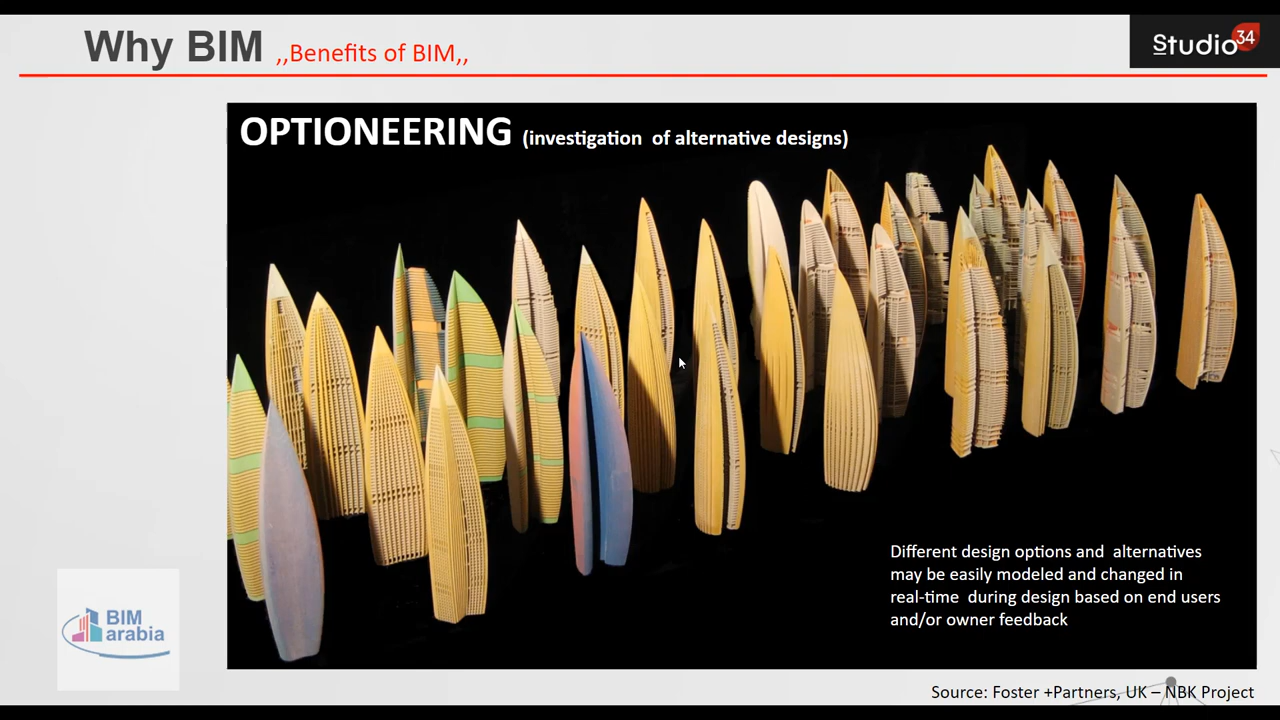 Why BIM ,,Benefits of BIM,,
Studio34
OPTIONEERING (investigation of alternative designs)
Different design options and alternatives
may be easily modeled and changed in
real-time during design based on end users
and/or owner feedback
BIM
arabia
Source: Foster +Partners, UK – NBK Project